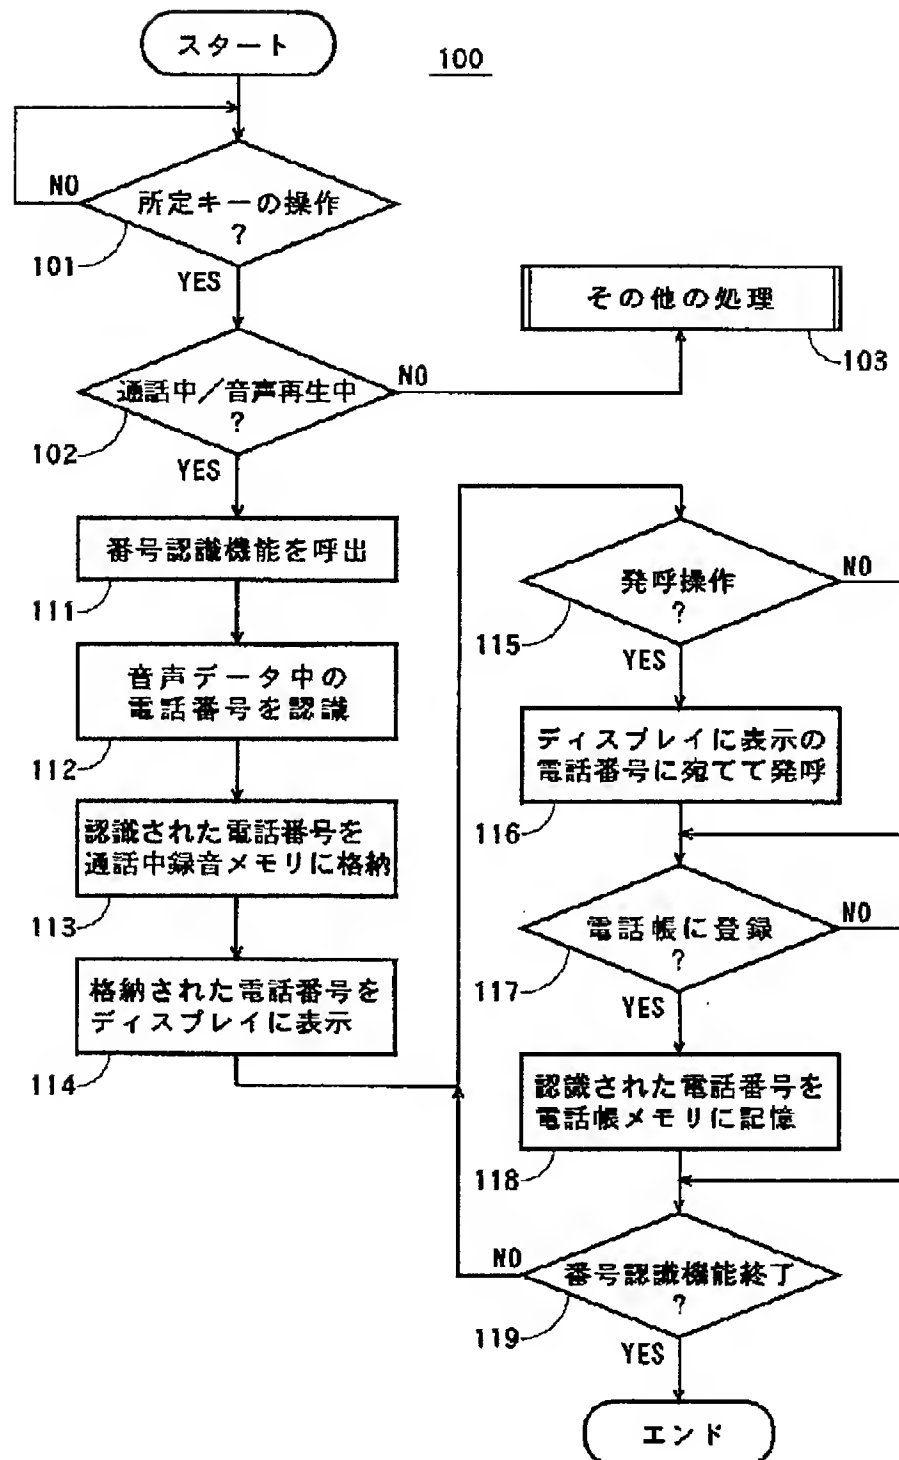 スタート
100
NO
所定キーの操作
?
101
YES
その他の処理
103
通話中/音声再生中
?
NO
102
YES
番号認識機能を呼出
111
音声データ中の
電話番号を認識
112
認識された電話番号を
通話中録音メモリに格納
113
格納された電話番号を
ディスプレイに表示
114
発呼操作
?
NO
115
YES
ディスプレイに表示の
電話番号に宛てて発呼
116
電話帳に登録
?
NO
117
YES
認識された電話番号を
電話帳メモリに記憶
118
NO
番号認識機能終了
?
119
YES
エンド